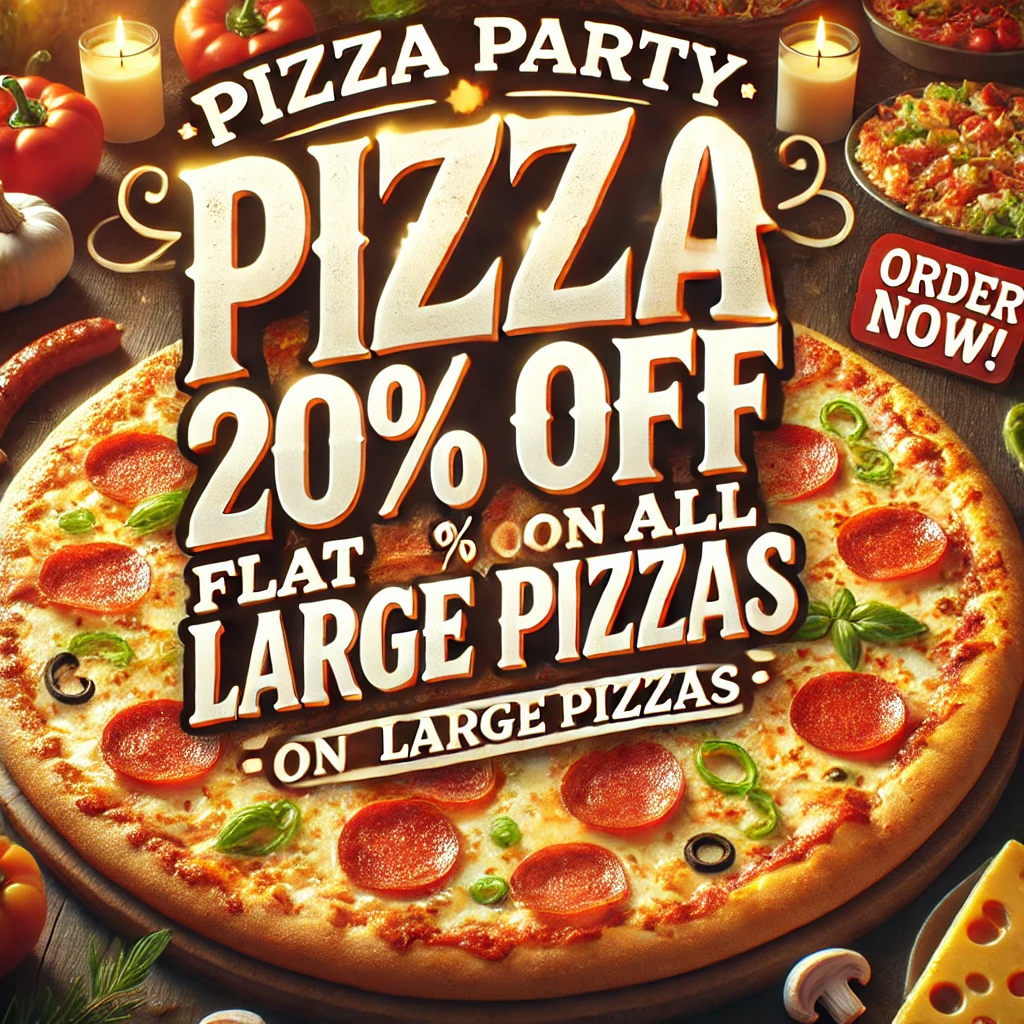 PIZZA PARTY
PIZZA
20% OFF
FLAT % ON ALL
LARGE PIZZAS
ON LARGE PIZZAS
ORDER
NOW!